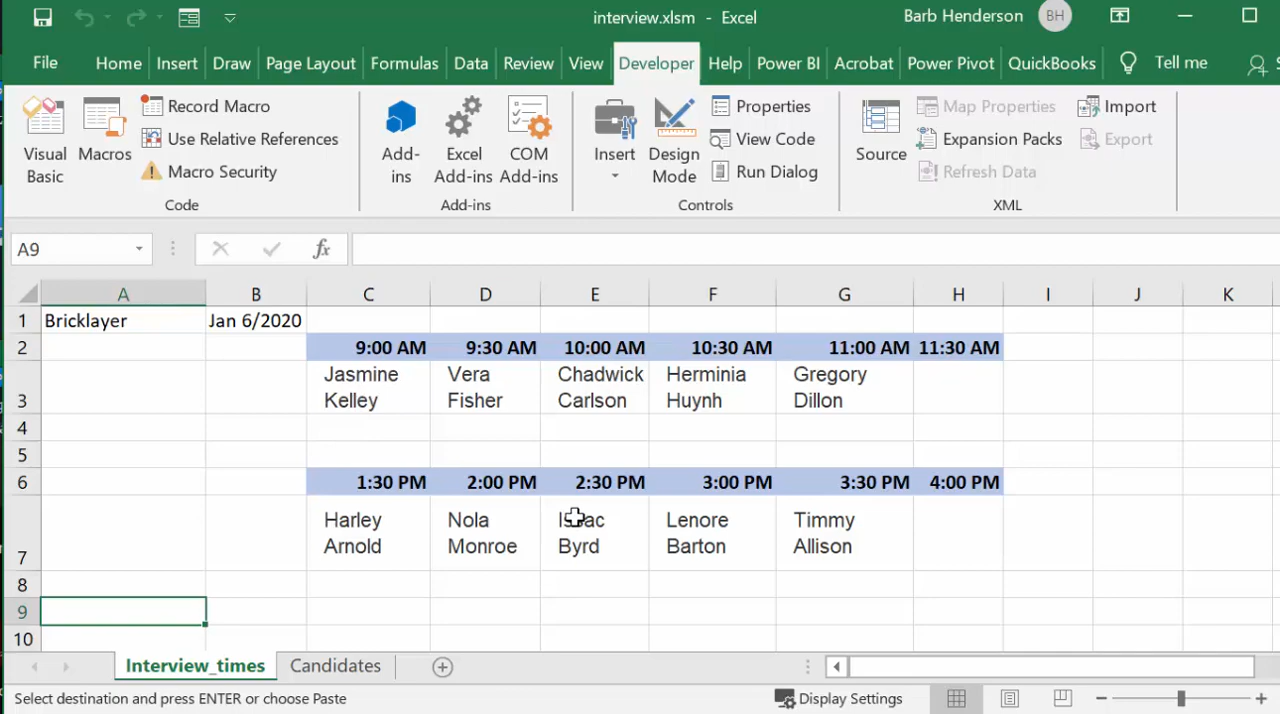 interview.xlsm - Excel
Barb Henderson BH
File Home Insert Draw Page Layout Formulas Data Review View Developer Help Power BI Acrobat Power Pivot QuickBooks Tell me
Record Macro
Use Relative References
Macro Security
Visual Basic
Macros
Code
Add-ins
Excel Add-ins
COM Add-ins
Add-ins
Insert
Design Mode
Properties
View Code
Run Dialog
Controls
Source
Map Properties
Expansion Packs
Refresh Data
Import
Export
XML
A9
fx
A B C D E F G H I J K
1 Bricklayer Jan 6/2020
2 9:00 AM 9:30 AM 10:00 AM 10:30 AM 11:00 AM 11:30 AM
Jasmine Vera Chadwick Herminia Gregory
3 Kelley Fisher Carlson Huynh Dillon
4
5
6 1:30 PM 2:00 PM 2:30 PM 3:00 PM 3:30 PM 4:00 PM
Harley Nola Isaac Lenore Timmy
7 Arnold Monroe Byrd Barton Allison
8
9
10
Interview_times Candidates
Select destination and press ENTER or choose Paste
Display Settings